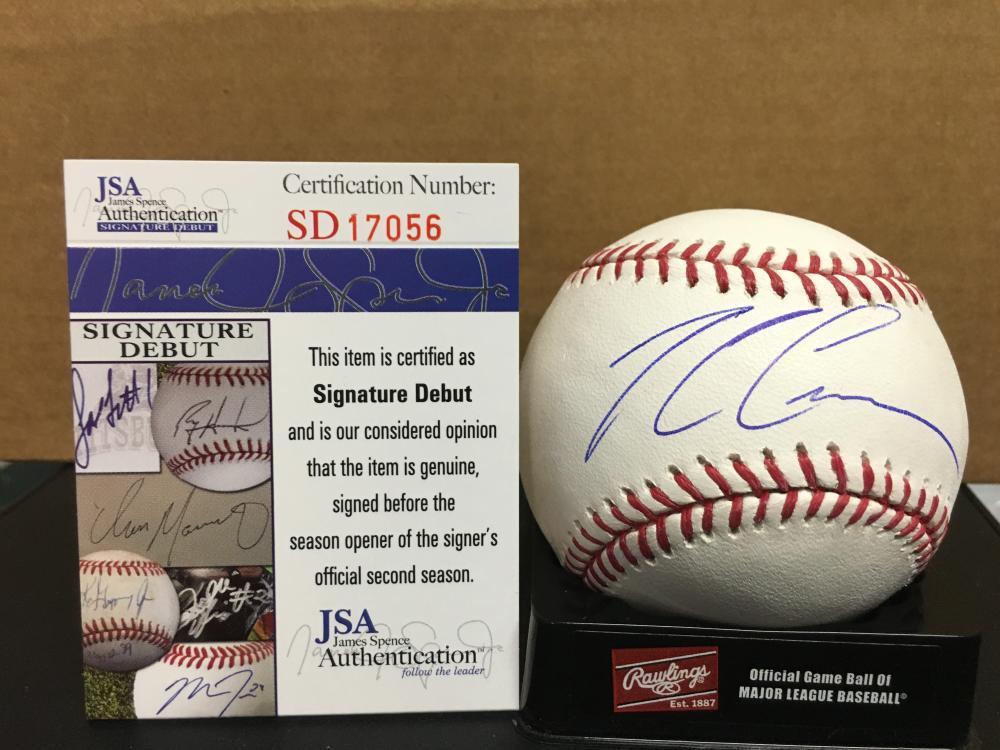 JSA
James Spence
Authentication™
SIGNATURE DEBUT
Certification Number:
SD17056
SIGNATURE
DEBUT
This item is certified as
Signature Debut
and is our considered opinion
that the item is genuine,
signed before the
season opener of the signer's
official second season.
JSA
James Spence
Authentication™
follow the leader
Rawlings®
Est. 1887
Official Game Ball Of
MAJOR LEAGUE BASEBALL®